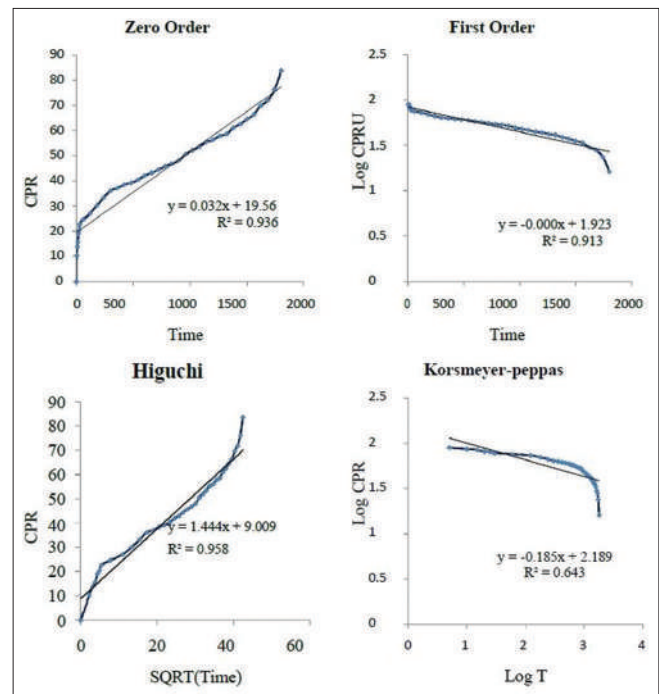 Zero Order
90
80
70
60
50
40
30
20
10
0
CPR
y = 0.032x + 19.56
R² = 0.936
0 500 1000 1500 2000
Time
First Order
2.5
2
1.5
1
0.5
0
Log CPRU
y = -0.000x + 1.923
R² = 0.913
0 500 1000 1500 2000
Time
Higuchi
90
80
70
60
50
40
30
20
10
0
CPR
y = 1.444x + 9.009
R² = 0.958
0 20 40 60
SQRT(Time)
Korsmeyer-peppas
2.5
2
1.5
1
0.5
0
Log CPR
y = -0.185x + 2.189
R² = 0.643
0 1 2 3 4
Log T